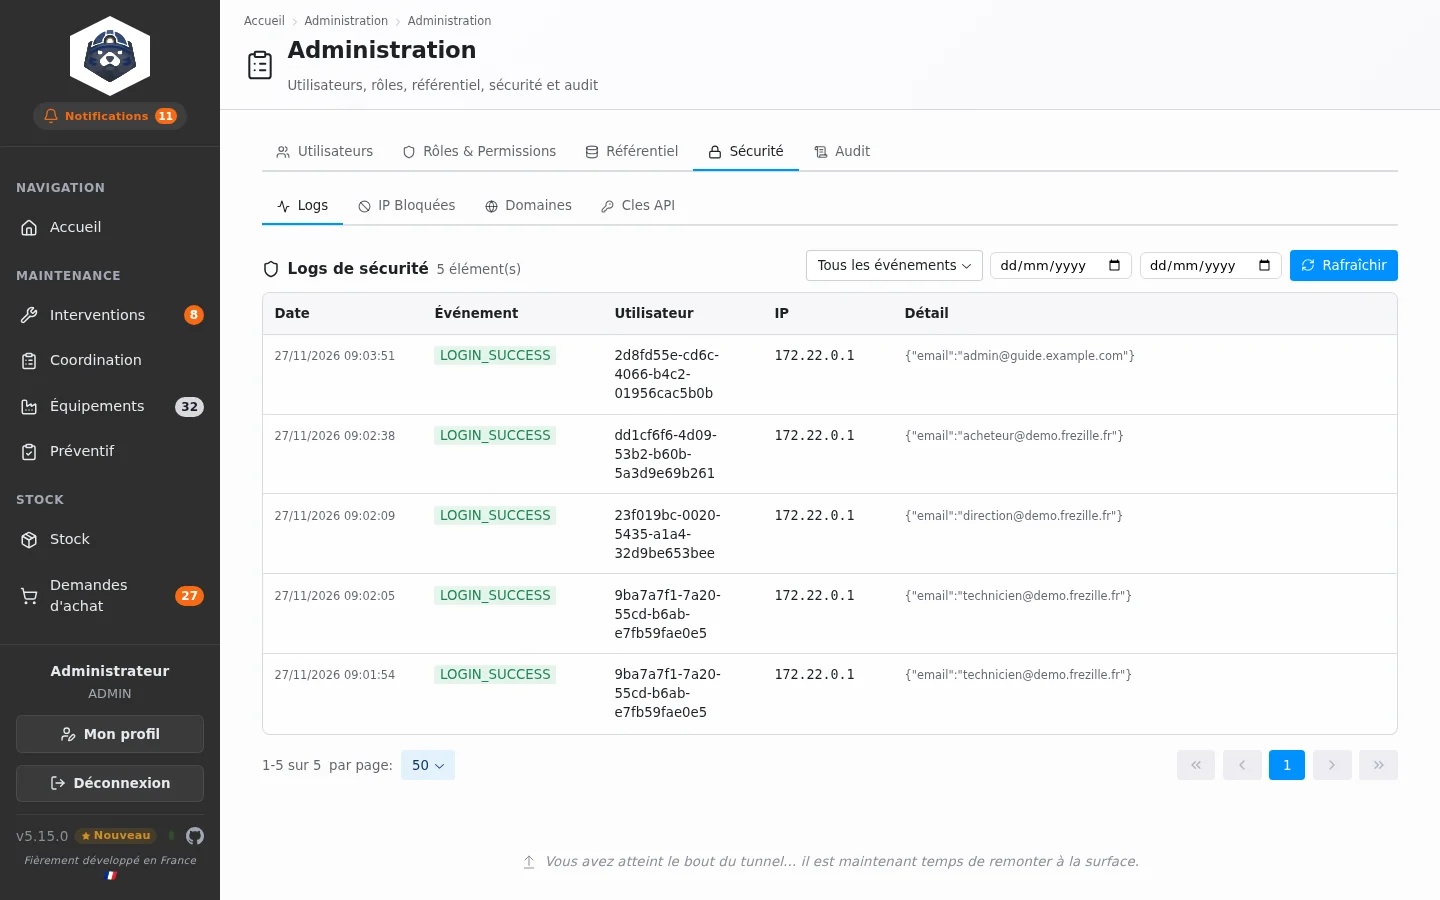 Accueil > Administration > Administration
Administration
Utilisateurs, rôles, référentiel, sécurité et audit
Notifications 11
NAVIGATION
Accueil
MAINTENANCE
Interventions 8
Coordination
Équipements 32
Préventif
STOCK
Stock
Demandes
d'achat 27
Administrateur
ADMIN
Mon profil
Déconnexion
v5.15.0 Nouveau
Fièrement développé en France
Utilisateurs Rôles & Permissions Référentiel Sécurité Audit
Logs IP Bloquées Domaines Cles API
Logs de sécurité 5 élément(s) Tous les événements dd/mm/yyyy dd/mm/yyyy Rafraîchir
Date Événement Utilisateur IP Détail
27/11/2026 09:03:51 LOGIN_SUCCESS 2d8fd55e-cd6c- 172.22.0.1 {"email":"admin@guide.example.com"}
4066-b4c2-
01956cac5b0b
27/11/2026 09:02:38 LOGIN_SUCCESS dd1cf6f6-4d09- 172.22.0.1 {"email":"acheteur@demo.frezille.fr"}
53b2-b60b-
5a3d9e69b261
27/11/2026 09:02:09 LOGIN_SUCCESS 23f019bc-0020- 172.22.0.1 {"email":"direction@demo.frezille.fr"}
5435-a1a4-
32d9be653bee
27/11/2026 09:02:05 LOGIN_SUCCESS 9ba7a7f1-7a20- 172.22.0.1 {"email":"technicien@demo.frezille.fr"}
55cd-b6ab-
e7fb59fae0e5
27/11/2026 09:01:54 LOGIN_SUCCESS 9ba7a7f1-7a20- 172.22.0.1 {"email":"technicien@demo.frezille.fr"}
55cd-b6ab-
e7fb59fae0e5
1-5 sur 5 par page: 50 « ‹ 1 › »
Vous avez atteint le bout du tunnel... il est maintenant temps de remonter à la surface.